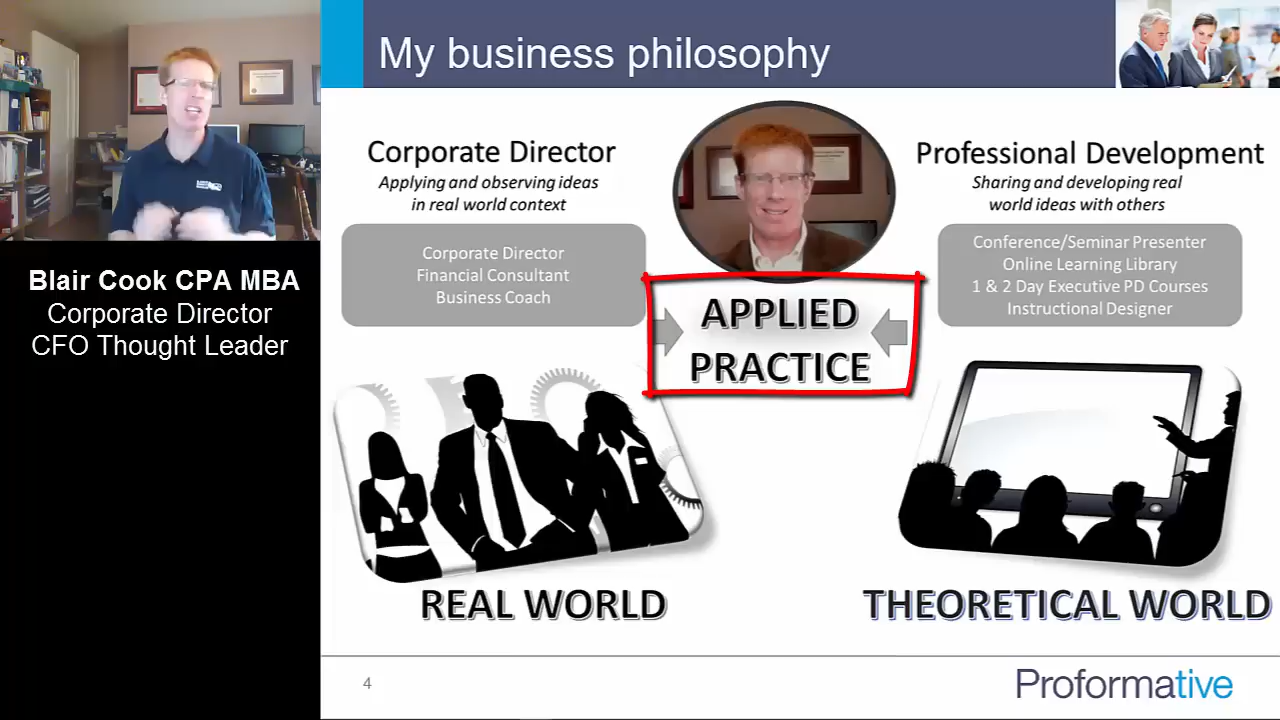 My business philosophy
Blair Cook CPA MBA
Corporate Director
CFO Thought Leader
Corporate Director
Applying and observing ideas
in real world context
Corporate Director
Financial Consultant
Business Coach
APPLIED
PRACTICE
Professional Development
Sharing and developing real
world ideas with others
Conference/Seminar Presenter
Online Learning Library
1 & 2 Day Executive PD Courses
Instructional Designer
REAL WORLD
THEORETICAL WORLD
4
Proformative